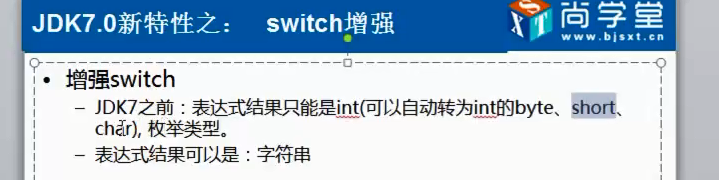 JDK7.0新特性之： switch增强
SXT
尚学堂
www.bjsxt.cn
• 增强switch
– JDK7之前：表达式结果只能是int(可以自动转为int的byte、short、
char), 枚举类型。
– 表达式结果可以是：字符串